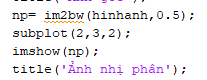 np= im2bw(hinhanh,0.5);
subplot(2,3,2);
imshow(np);
title('Ảnh nhị phân');